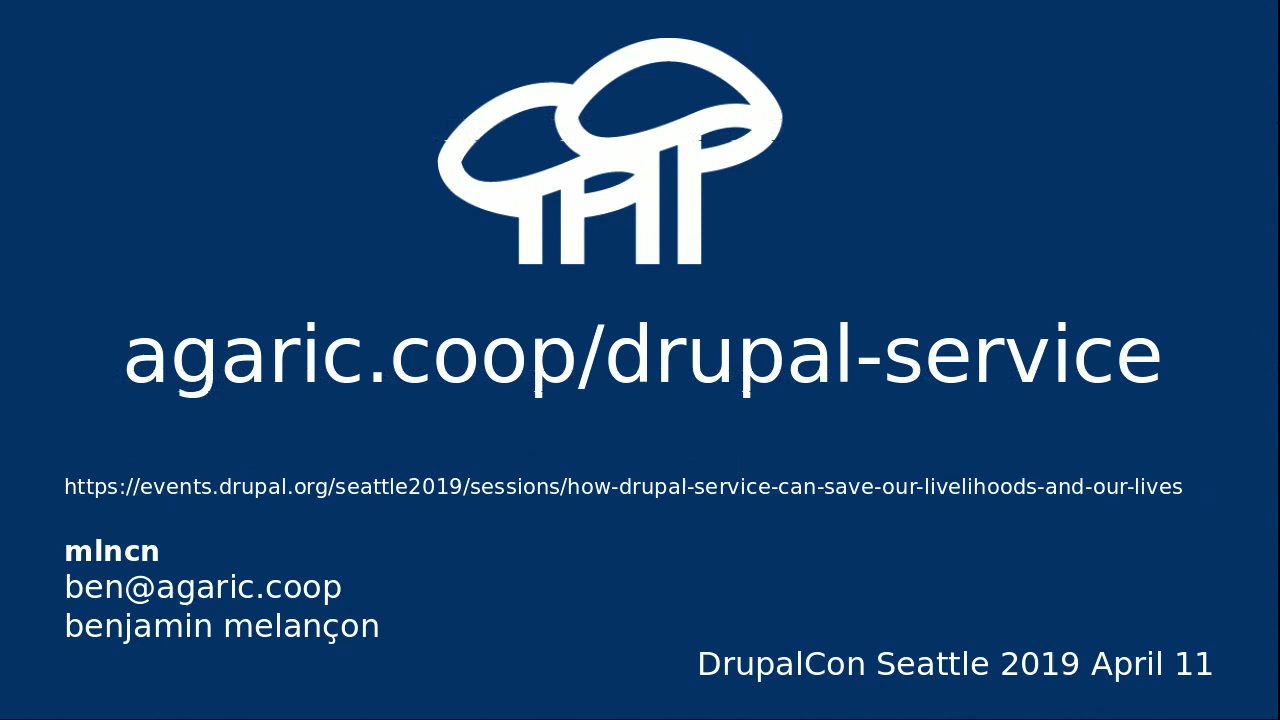 agaric.coop/drupal-service
https://events.drupal.org/seattle2019/sessions/how-drupal-service-can-save-our-livelihoods-and-our-lives
mlncn
ben@agaric.coop
benjamin melançon
DrupalCon Seattle 2019 April 11